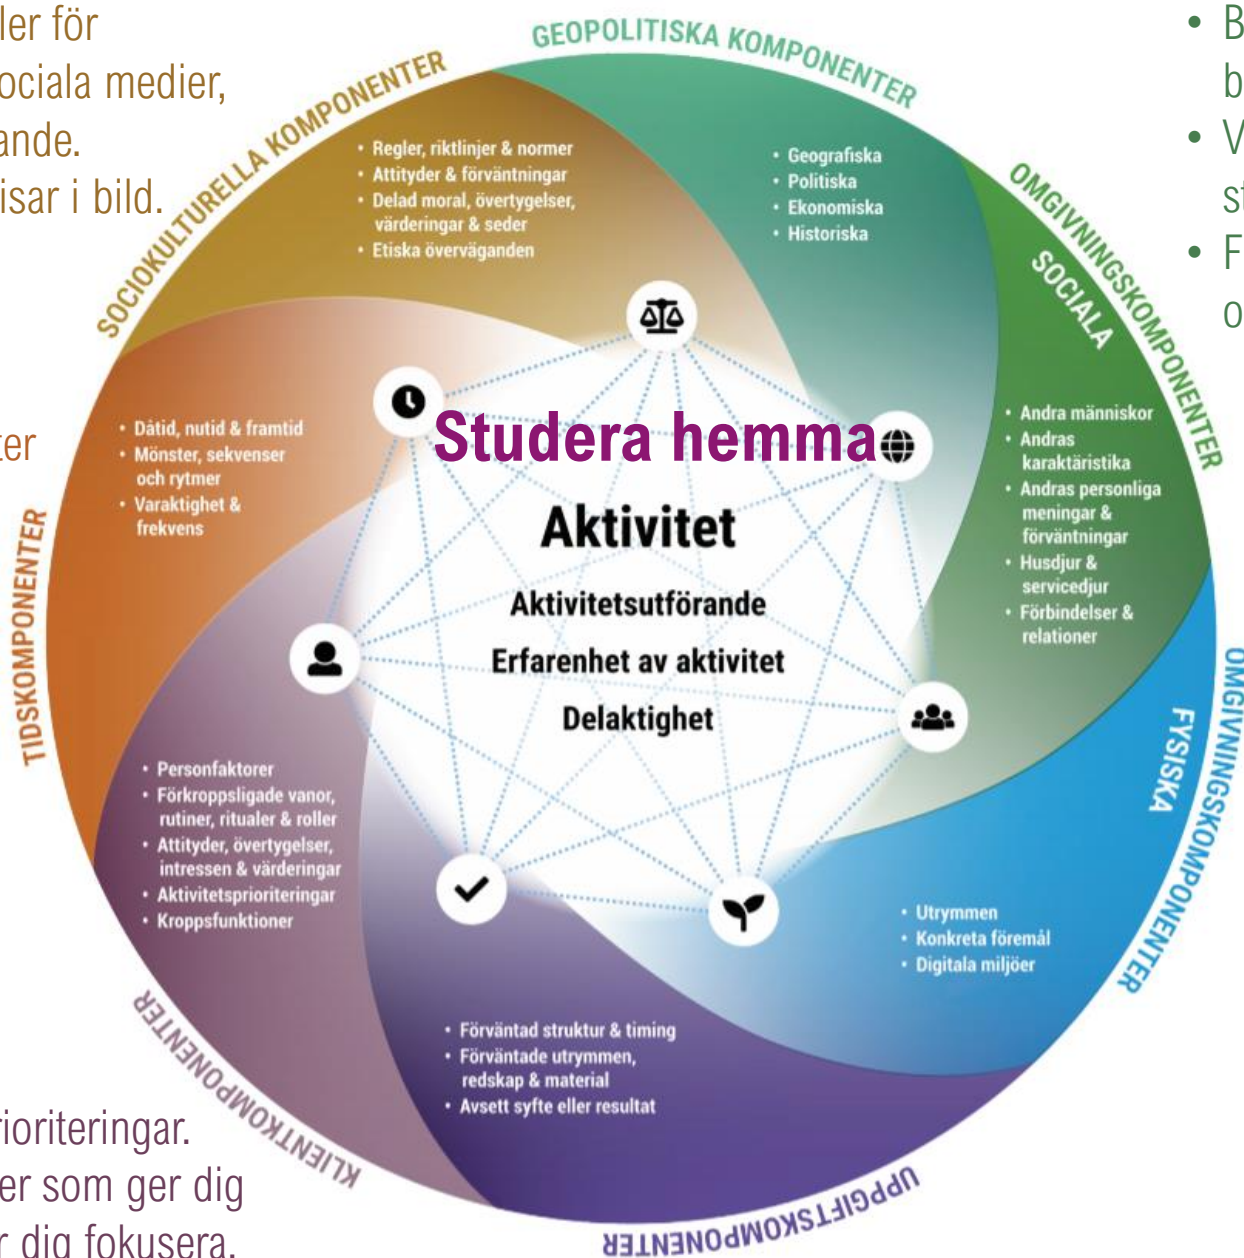 ler för
ociala medier,
ande.
isar i bild.
ter
rioriteringar.
er som ger dig
r dig fokusera.
• B
b
• V
st
• F
o
GEOPOLITISKA KOMPONENTER
• Geografiska
• Politiska
• Ekonomiska
• Historiska
SOCIOKULTURELLA KOMPONENTER
• Regler, riktlinjer & normer
• Attityder & förväntningar
• Delad moral, övertygelser,
värderingar & seder
• Etiska överväganden
OMGIVNINGSKOMPONENTER
SOCIALA
• Andra människor
• Andras
karaktäristika
• Andras personliga
meningar &
förväntningar
• Husdjur &
servicedjur
• Förbindelser &
relationer
TIDSKOMPONENTER
• Dåtid, nutid & framtid
• Mönster, sekvenser
och rytmer
• Varaktighet &
frekvens
Studera hemma
Aktivitet
Aktivitetsutförande
Erfarenhet av aktivitet
Delaktighet
OMGIVNINGSKOMPONENTER
FYSISKA
• Utrymmen
• Konkreta föremål
• Digitala miljöer
KLIENTKOMPONENTER
• Personfaktorer
• Förkroppsligade vanor,
rutiner, ritualer & roller
• Attityder, övertygelser,
intressen & värderingar
• Aktivitetsprioriteringar
• Kroppsfunktioner
UPPGIFTSKOMPONENTER
• Förväntad struktur & timing
• Förväntade utrymmen,
redskap & material
• Avsett syfte eller resultat